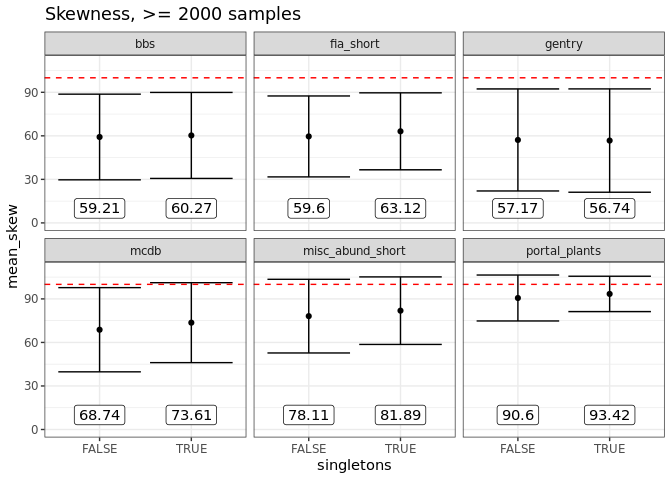 Skewness, >= 2000 samples
bbs
fia_short
gentry
90
60
30
0
59.21
60.27
59.6
63.12
57.17
56.74
mean_skew
mcdb
misc_abund_short
portal_plants
90
60
30
0
68.74
73.61
78.11
81.89
90.6
93.42
FALSE
TRUE
FALSE
TRUE
FALSE
TRUE
singletons